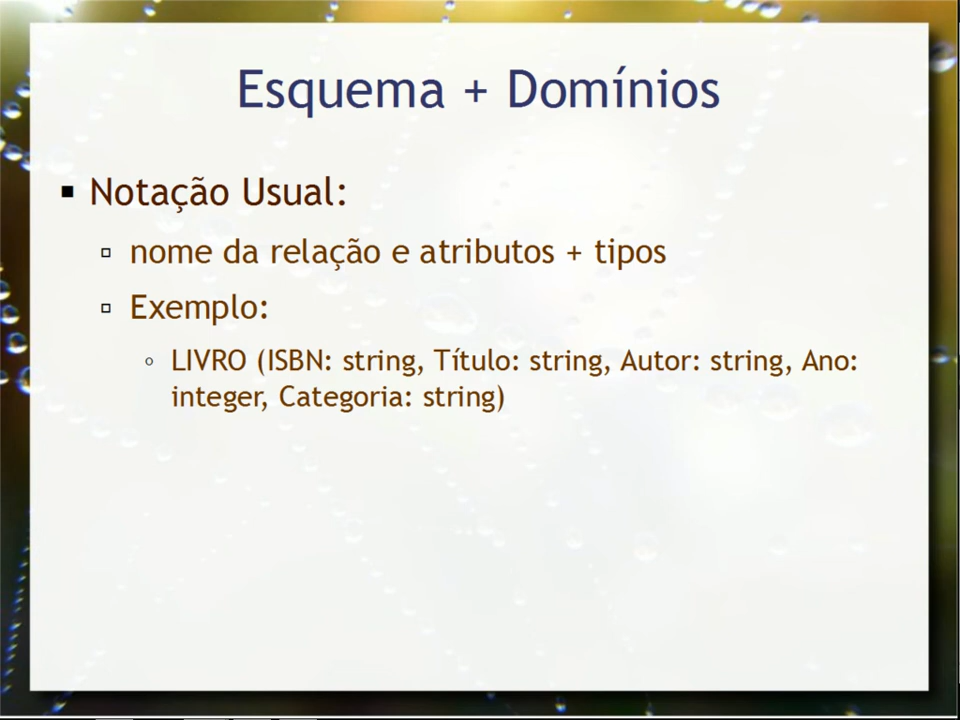 Esquema + Domínios
Notação Usual:
nome da relação e atributos + tipos
Exemplo:
LIVRO (ISBN: string, Título: string, Autor: string, Ano:
integer, Categoria: string)